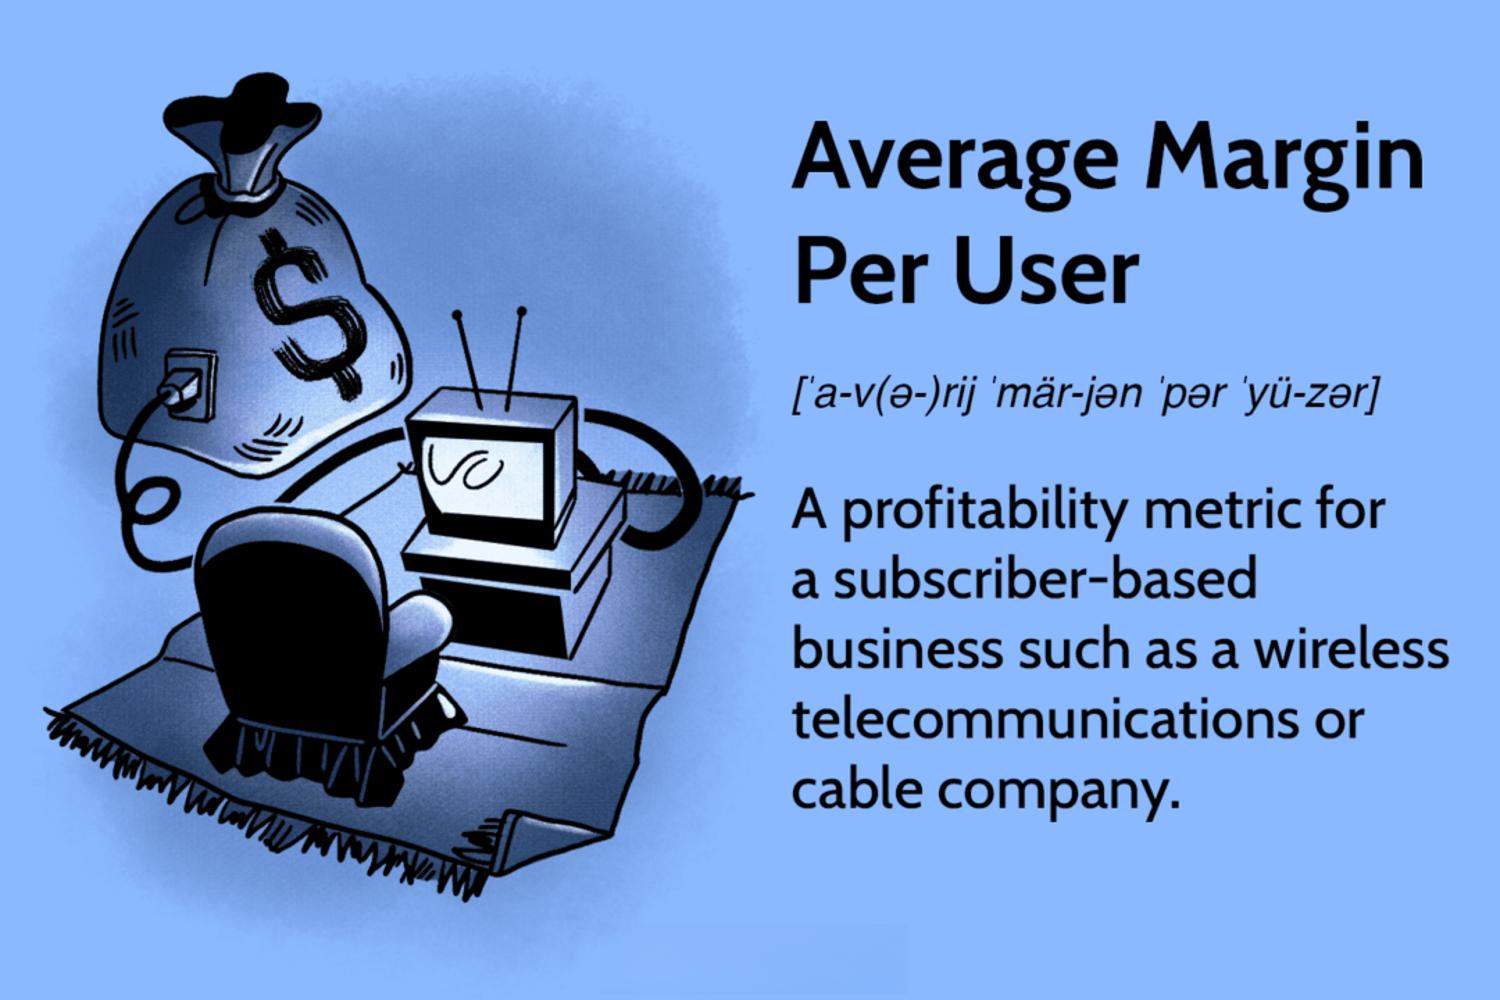 $
Average Margin
Per User
[ˈa-v(ə-)rij ˈmär-jən ˈpər ˈyü-zər]
A profitability metric for
a subscriber-based
business such as a wireless
telecommunications or
cable company.